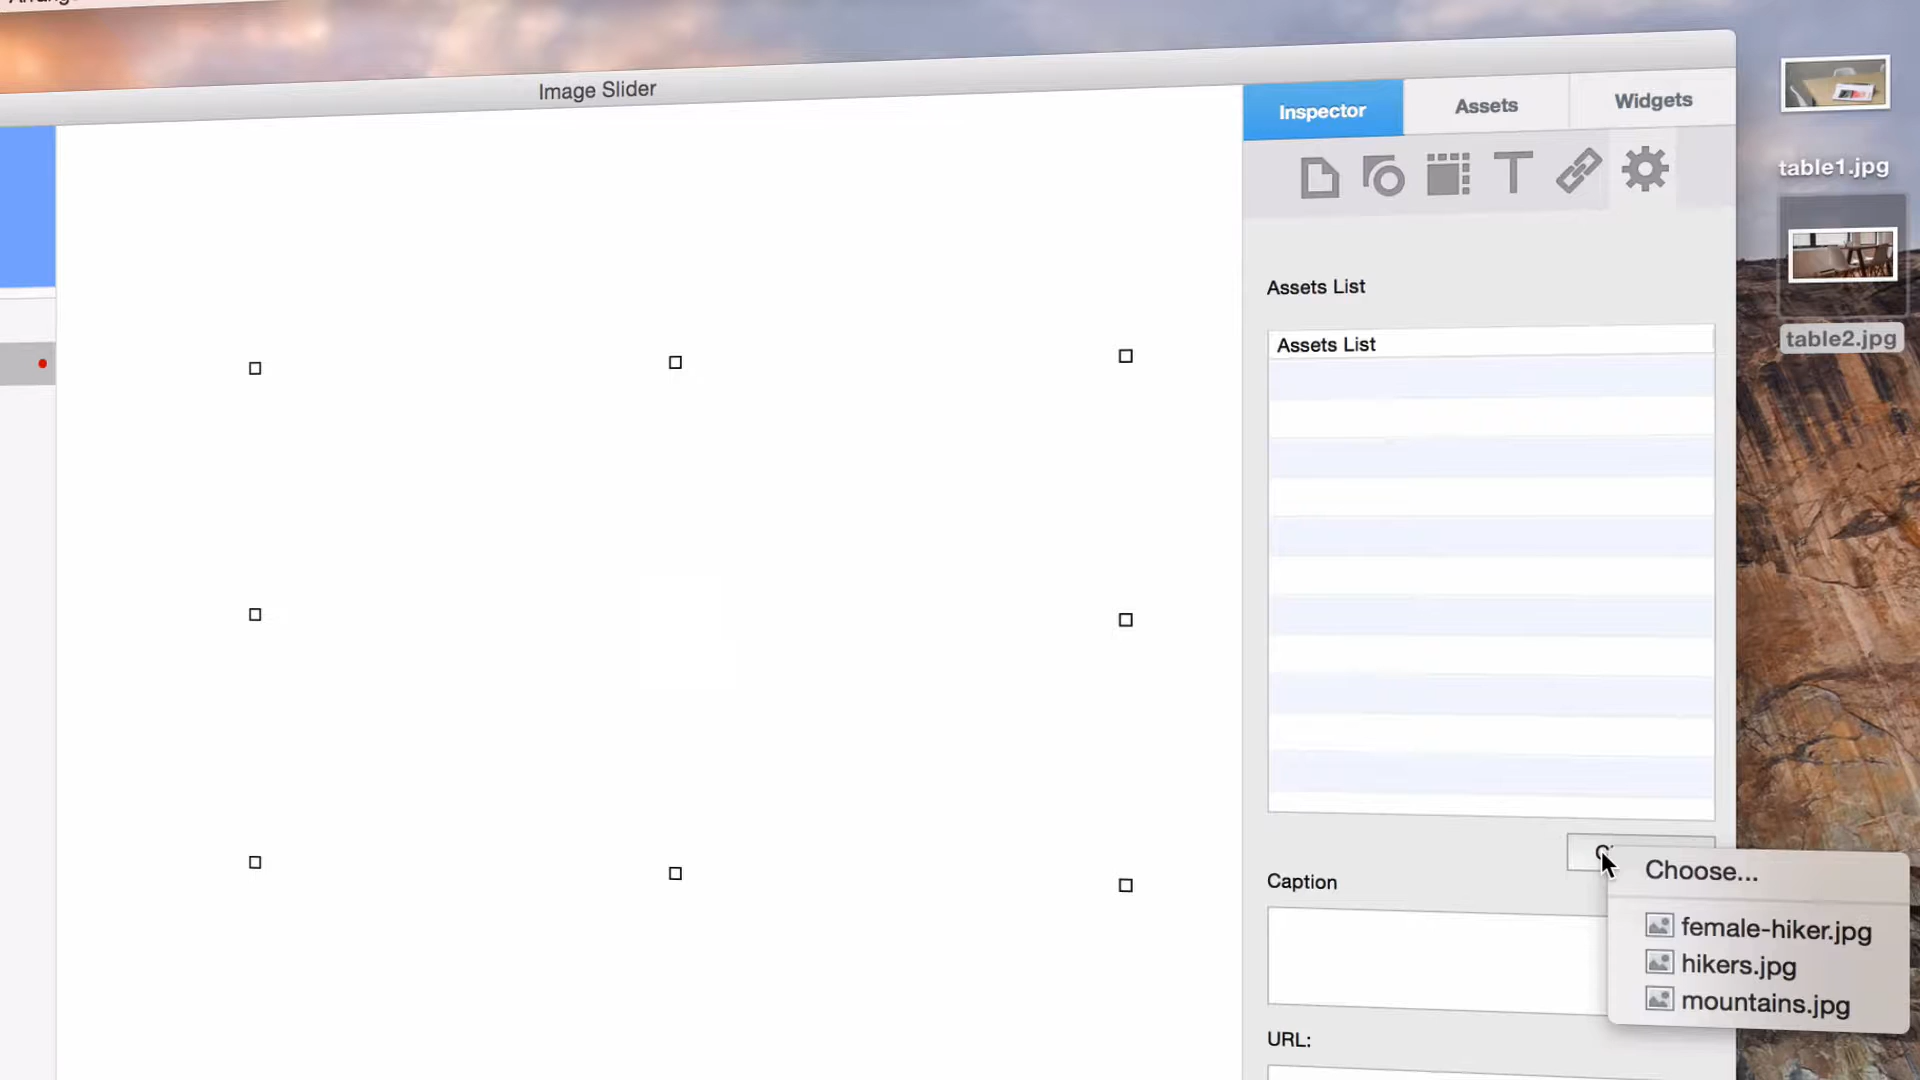 Image Slider
Inspector
Assets
Widgets
table1.jpg
table2.jpg
Assets List
Assets List
Choose...
Caption
female-hiker.jpg
hikers.jpg
mountains.jpg
URL: